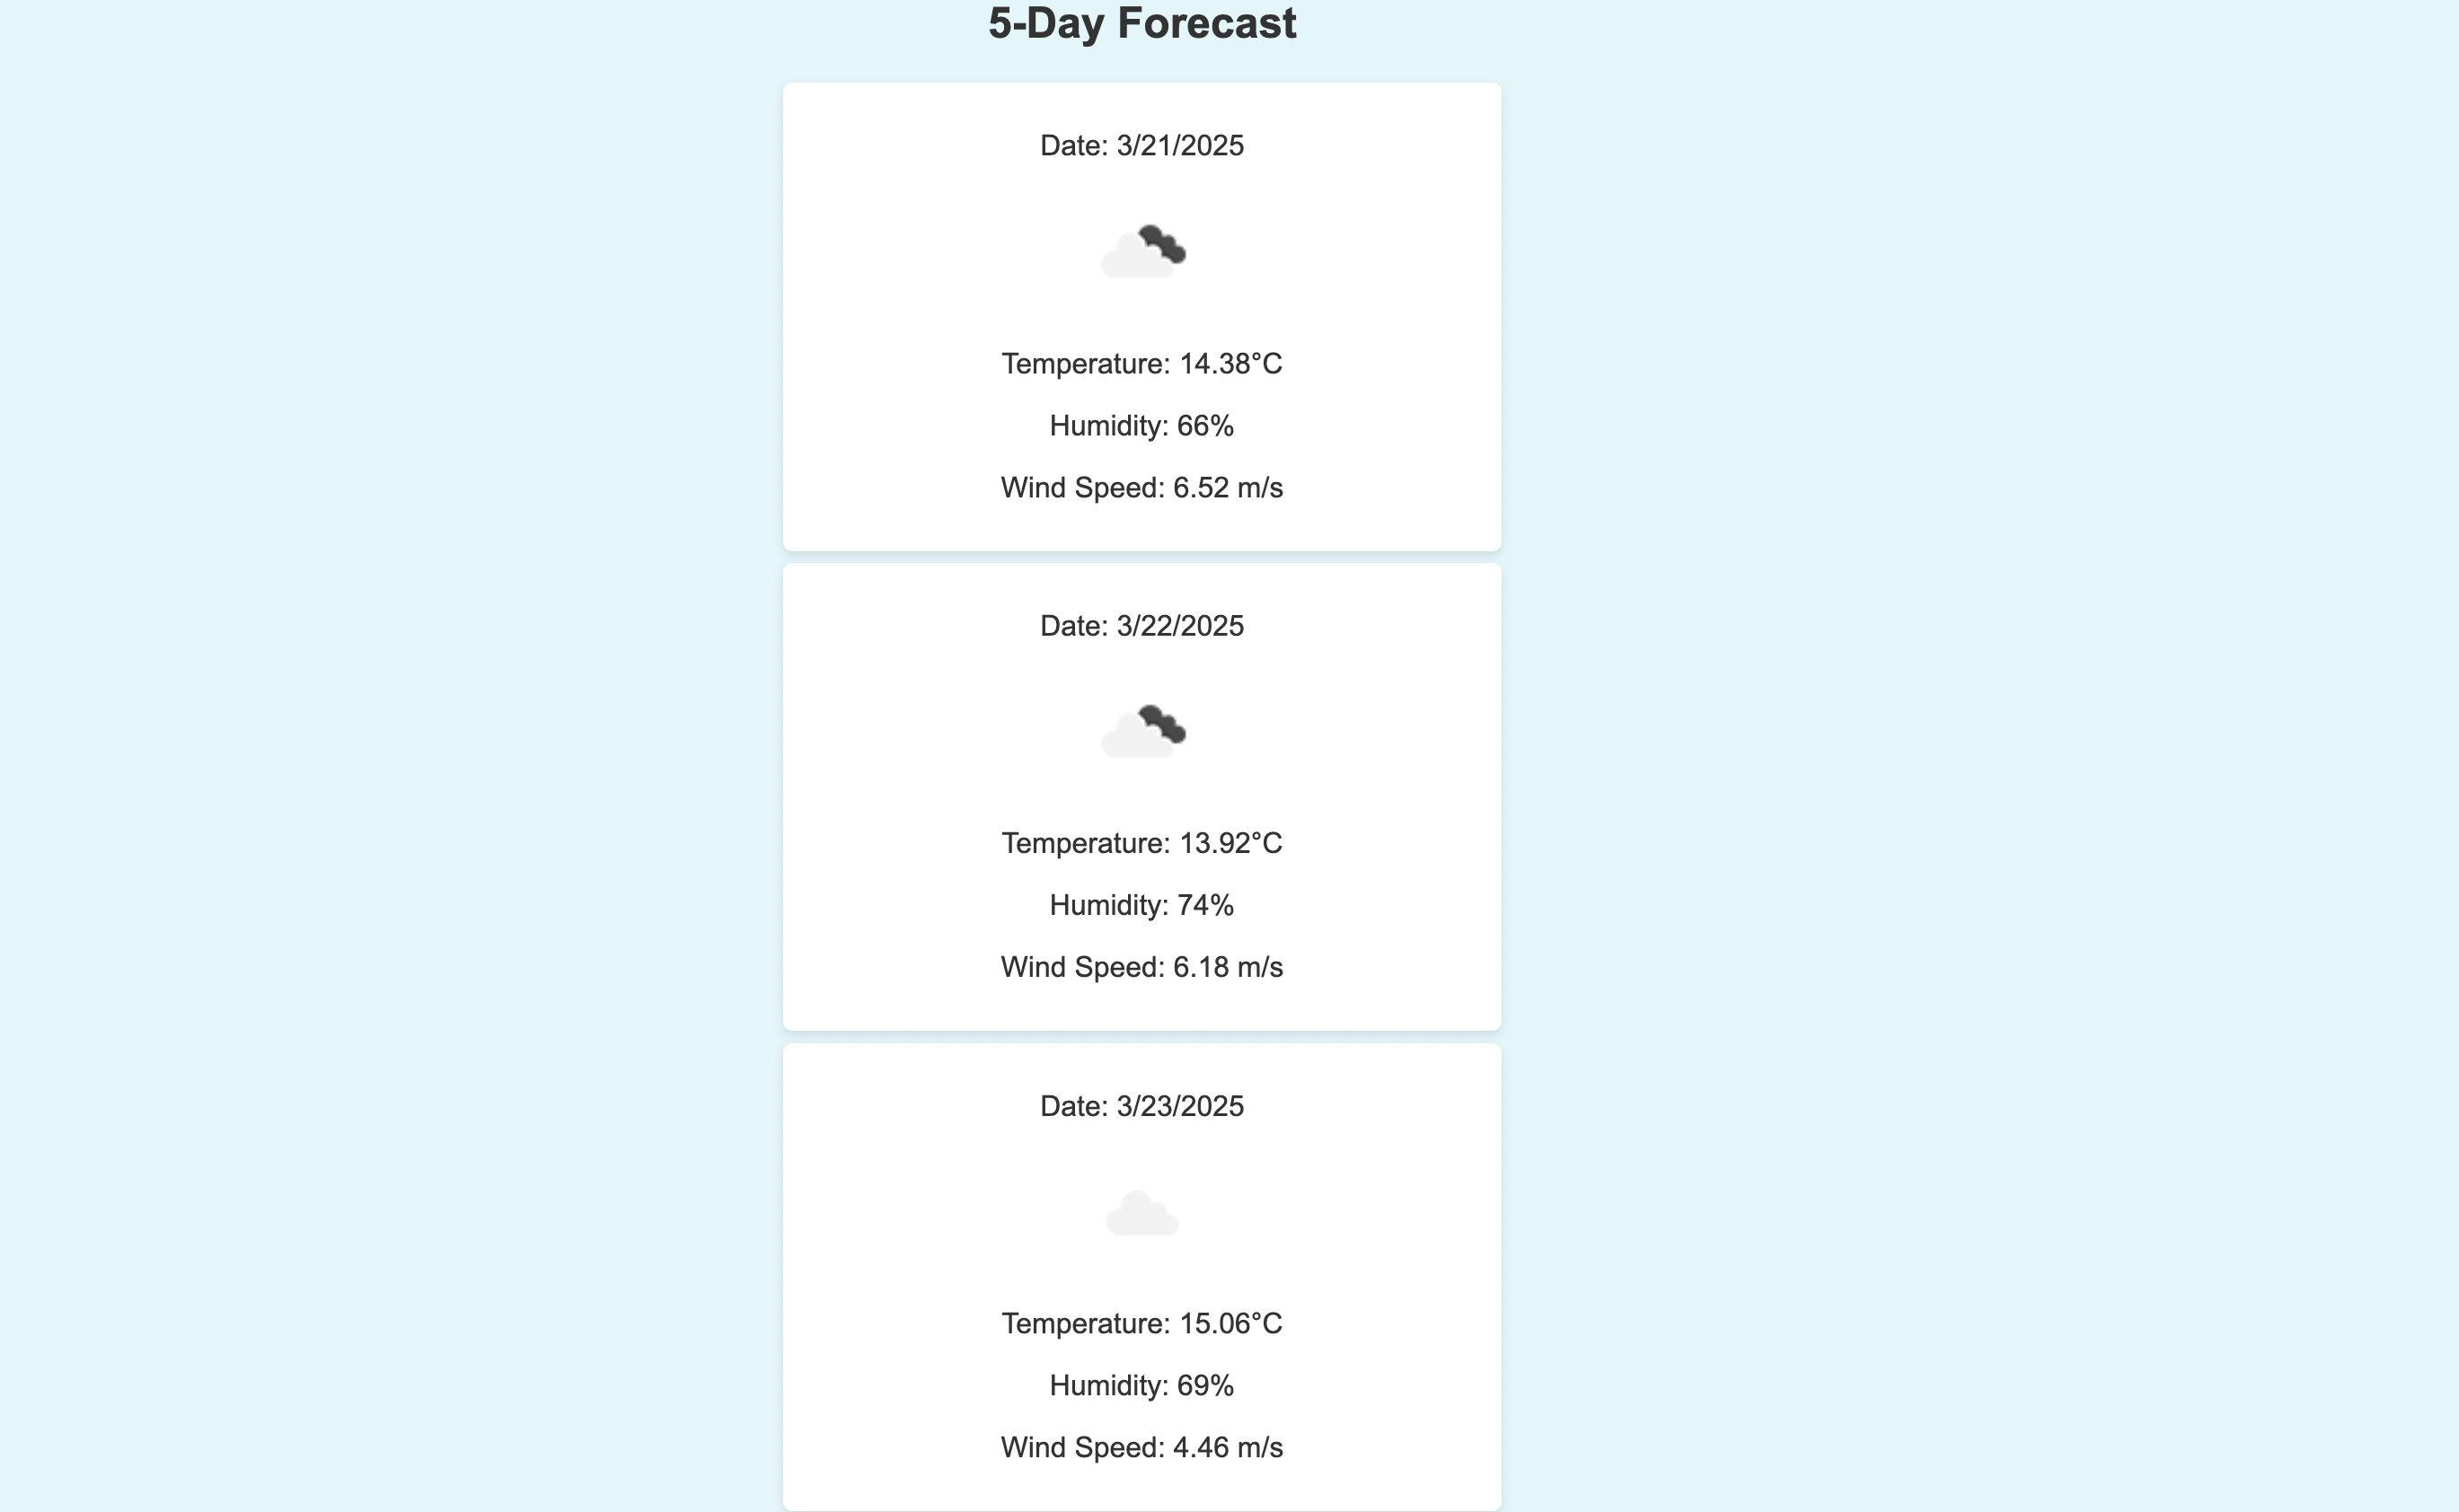 5-Day Forecast
Date: 3/21/2025
Temperature: 14.38°C
Humidity: 66%
Wind Speed: 6.52 m/s
Date: 3/22/2025
Temperature: 13.92°C
Humidity: 74%
Wind Speed: 6.18 m/s
Date: 3/23/2025
Temperature: 15.06°C
Humidity: 69%
Wind Speed: 4.46 m/s